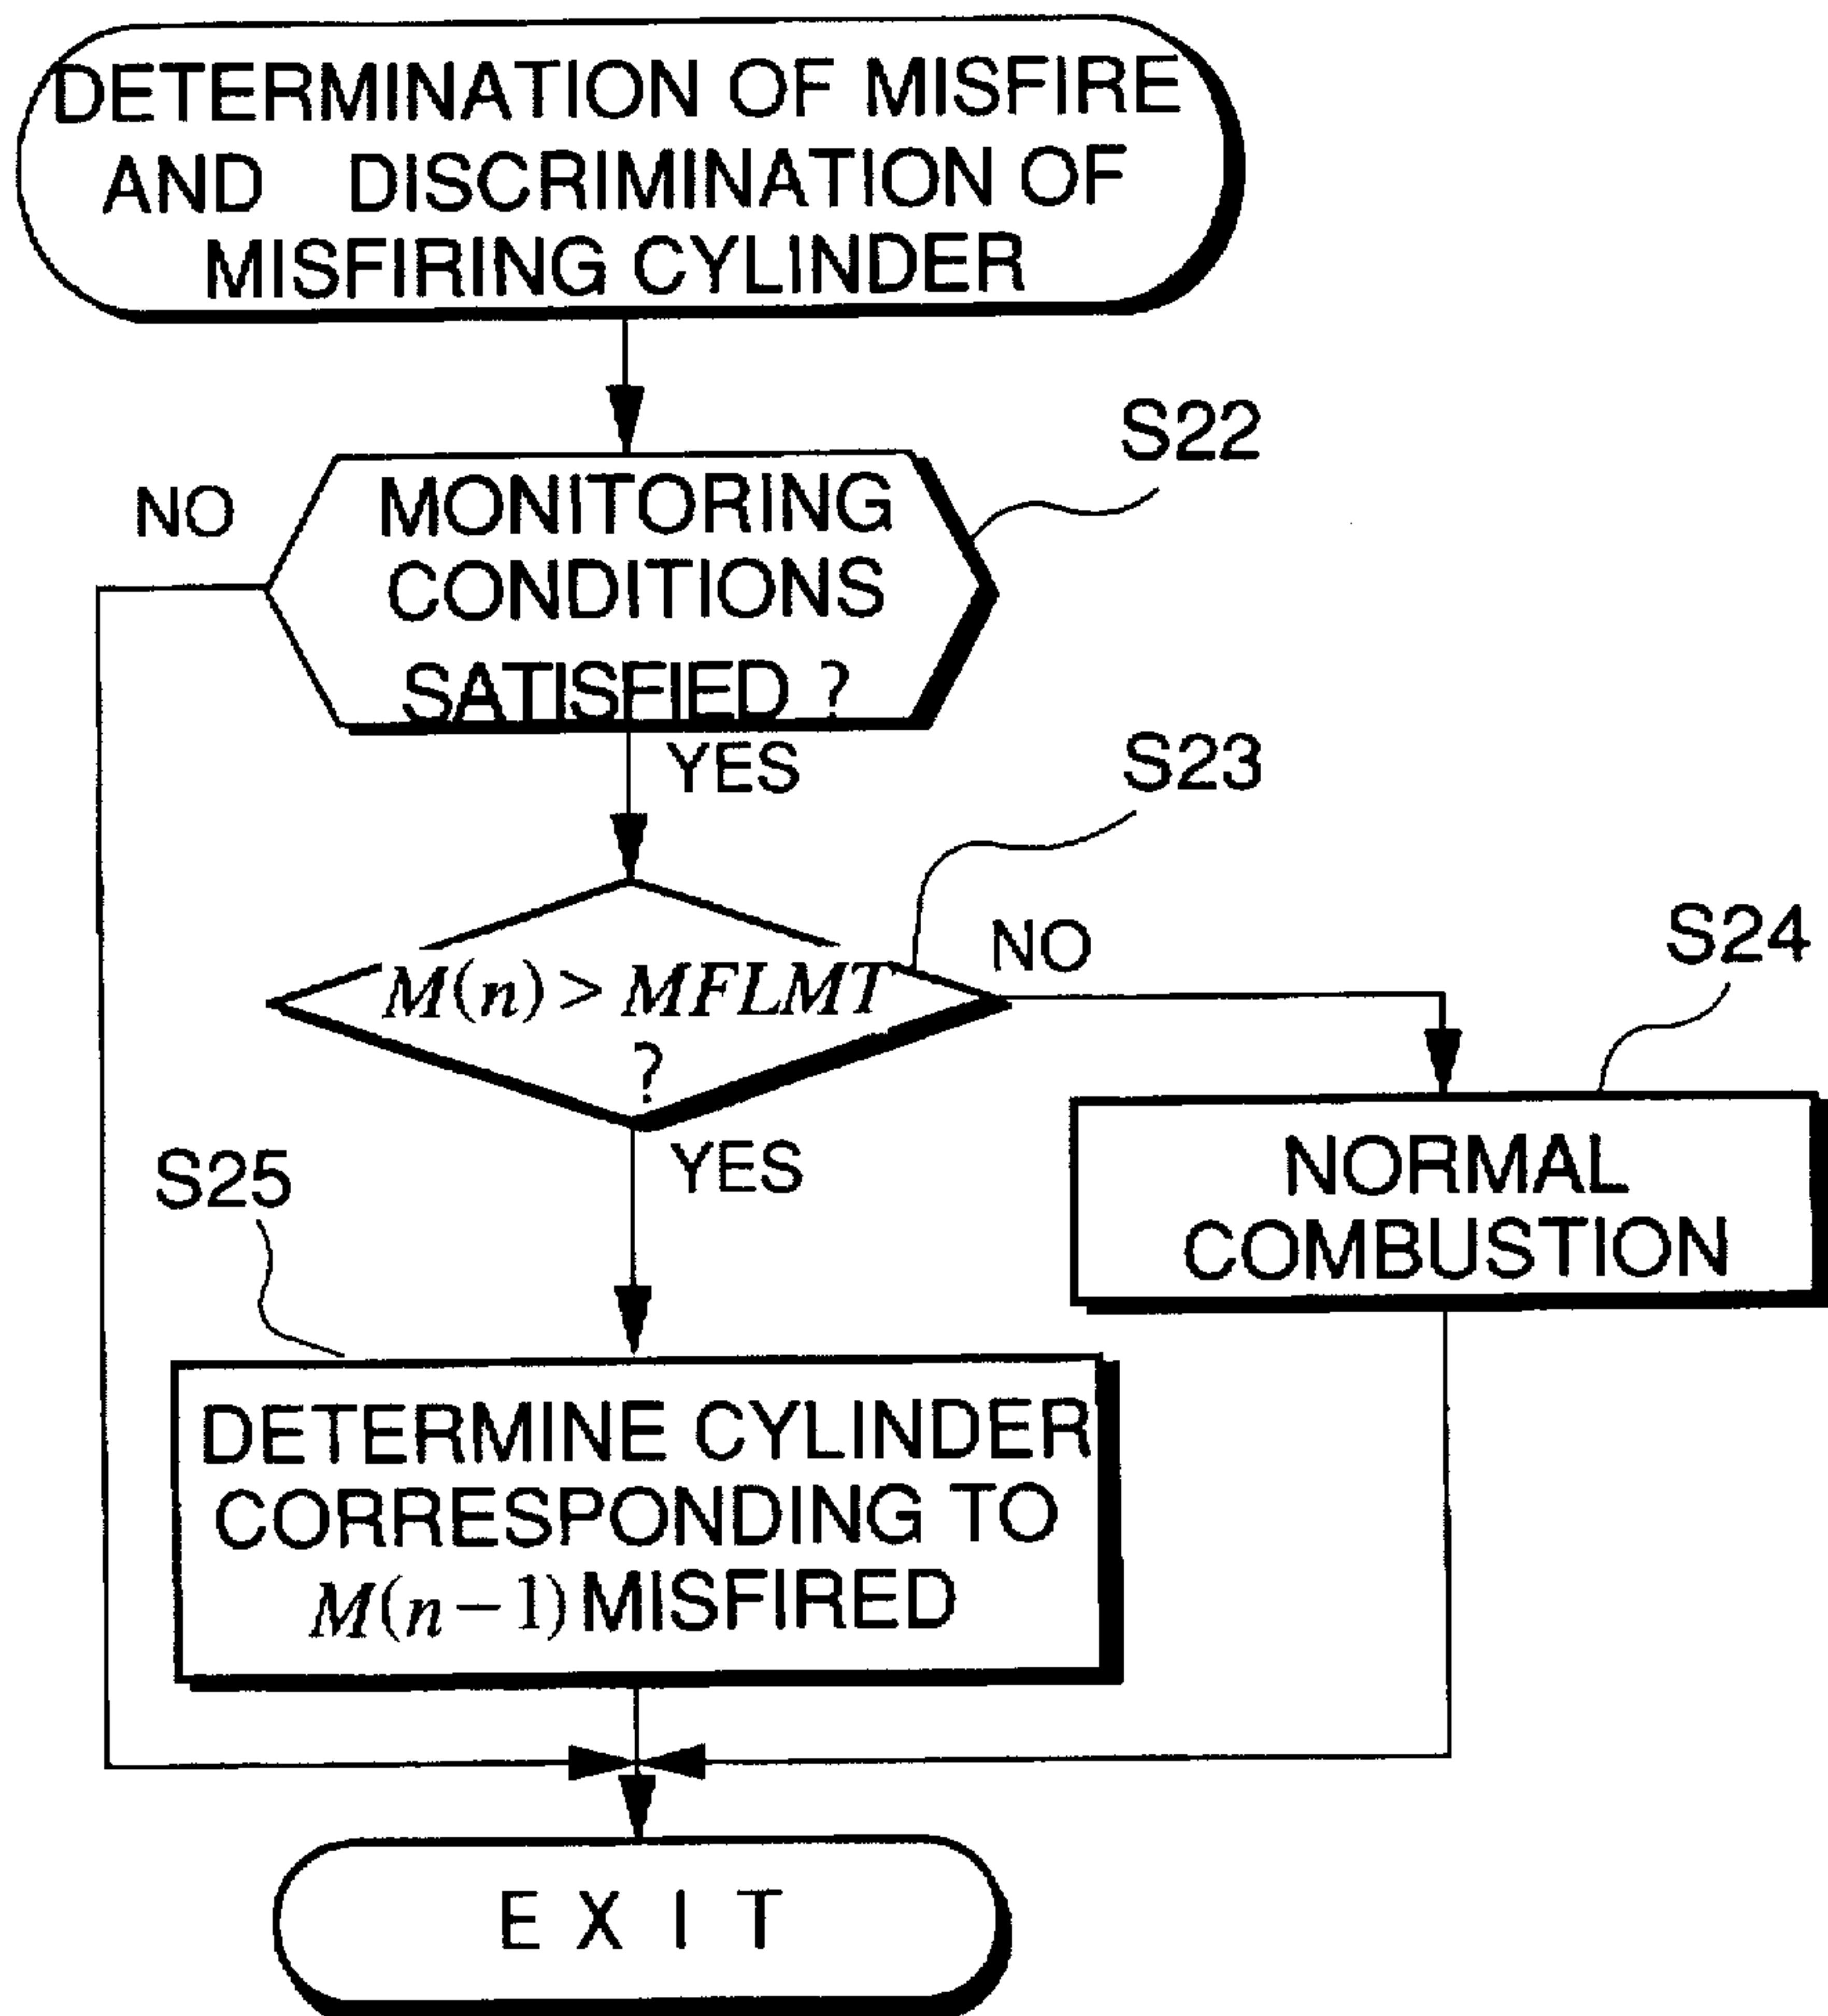 DETERMINATION OF MISFIRE
AND DISCRIMINATION OF
MISFIRING CYLINDER
S22
NO
MONITORING
CONDITIONS
SATISFIED ?
YES
S23
M(n) > MFLMT
?
NO
S24
YES
NORMAL
COMBUSTION
S25
DETERMINE CYLINDER
CORRESPONDING TO
M(n−1) MISFIRED
E X I T